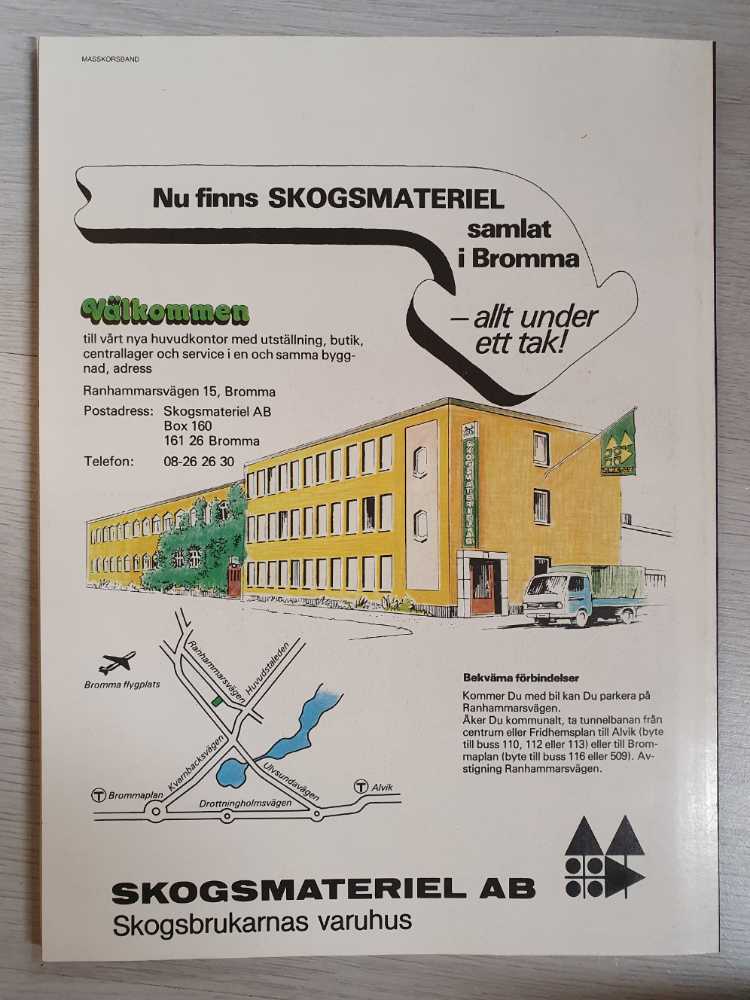 MASSKORSBAND
Nu finns SKOGSMATERIEL
samlat
i Bromma
– allt under
ett tak!
Välkommen
till vårt nya huvudkontor med utställning, butik,
centrallager och service i en och samma bygg-
nad, adress
Ranhammarsvägen 15, Bromma
Postadress: Skogsmateriel AB
Box 160
161 26 Bromma
Telefon: 08-26 26 30
SKOGSMATERIEL AB
Ranhammarsvägen
Huvudstaleden
Bromma flygplats
Kvarnbacksvägen
Ulvsundavägen
T Brommaplan
Drottningholmsvägen
T Alvik
Bekväma förbindelser
Kommer Du med bil kan Du parkera på
Ranhammarsvägen.
Åker Du kommunalt, ta tunnelbanan från
centrum eller Fridhemsplan till Alvik (byte
till buss 110, 112 eller 113) eller till Brom-
maplan (byte till buss 116 eller 509). Av-
stigning Ranhammarsvägen.
SKOGSMATERIEL AB
Skogsbrukarnas varuhus